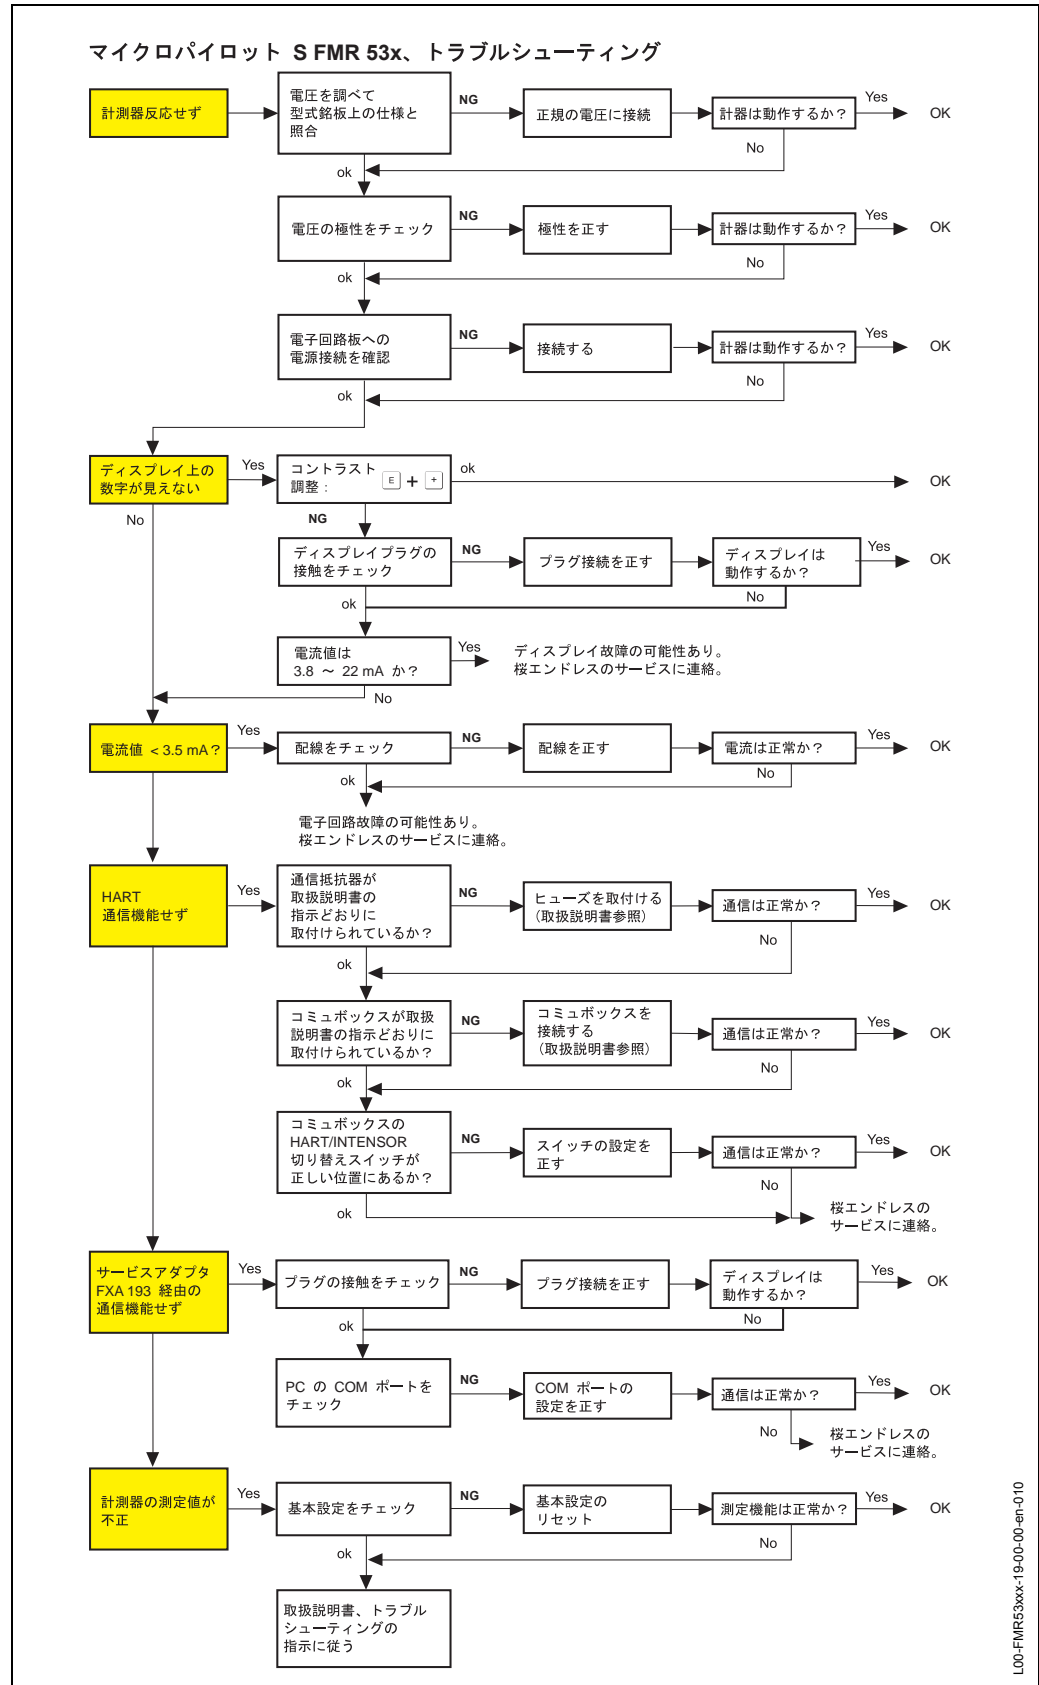 マイクロパイロット S FMR 53x、トラブルシューティング
計測器反応せず
電圧を調べて
型式銘板上の仕様と
照合
NG
正規の電圧に接続
計器は動作するか？
Yes
OK
No
ok
電圧の極性をチェック
NG
極性を正す
計器は動作するか？
Yes
OK
No
ok
電子回路板への
電源接続を確認
NG
接続する
計器は動作するか？
Yes
OK
No
ok
ディスプレイ上の
数字が見えない
Yes
コントラスト
調整： E + +
ok
OK
No
NG
ディスプレイプラグの
接触をチェック
NG
プラグ接続を正す
ディスプレイは
動作するか？
Yes
OK
No
ok
電流値は
3.8 ～ 22 mA か？
Yes
ディスプレイ故障の可能性あり。
桜エンドレスのサービスに連絡。
No
電流値 < 3.5 mA？
Yes
配線をチェック
NG
配線を正す
電流は正常か？
Yes
OK
No
ok
電子回路故障の可能性あり。
桜エンドレスのサービスに連絡。
HART
通信機能せず
Yes
通信抵抗器が
取扱説明書の
指示どおりに
取付けられているか？
NG
ヒューズを取付ける
(取扱説明書参照)
通信は正常か？
Yes
OK
No
ok
コミュボックスが取扱
説明書の指示どおりに
取付けられているか？
NG
コミュボックスを
接続する
(取扱説明書参照)
通信は正常か？
Yes
OK
No
ok
コミュボックスの
HART/INTENSOR
切り替えスイッチが
正しい位置にあるか？
NG
スイッチの設定を
正す
通信は正常か？
Yes
OK
No
ok
桜エンドレスの
サービスに連絡。
サービスアダプタ
FXA 193 経由の
通信機能せず
Yes
プラグの接触をチェック
NG
プラグ接続を正す
ディスプレイは
動作するか？
Yes
OK
No
ok
PC の COM ポートを
チェック
NG
COM ポートの
設定を正す
通信は正常か？
Yes
OK
No
桜エンドレスの
サービスに連絡。
計測器の測定値が
不正
Yes
基本設定をチェック
NG
基本設定の
リセット
測定機能は正常か？
Yes
OK
No
ok
取扱説明書、トラブル
シューティングの
指示に従う
L00-FMR53xxx-19-00-00-en-010